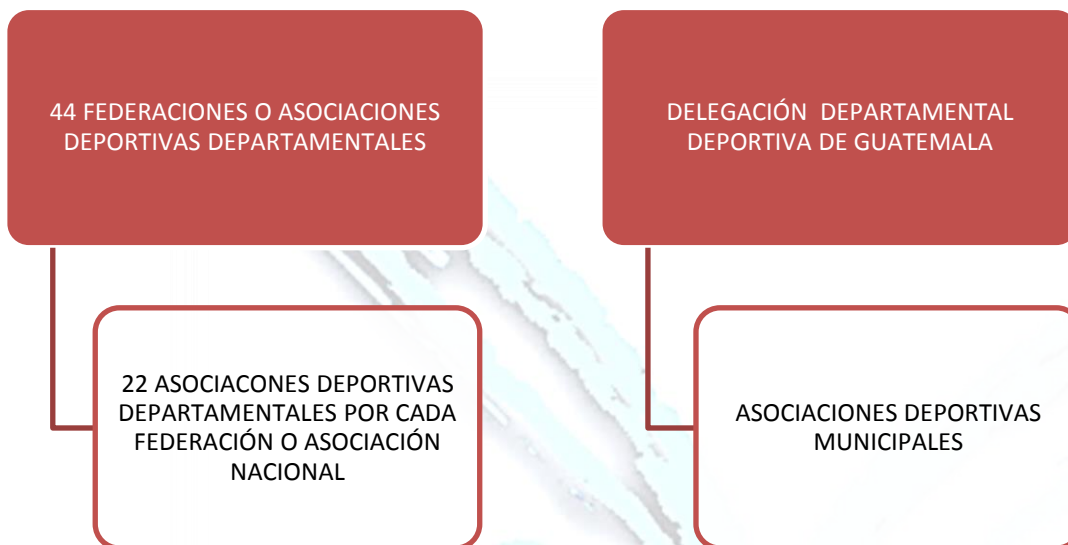 44 FEDERACIONES O ASOCIACIONES
DEPORTIVAS DEPARTAMENTALES
22 ASOCIACONES DEPORTIVAS
DEPARTAMENTALES POR CADA
FEDERACIÓN O ASOCIACIÓN
NACIONAL
DELEGACIÓN DEPARTAMENTAL
DEPORTIVA DE GUATEMALA
ASOCIACIONES DEPORTIVAS
MUNICIPALES